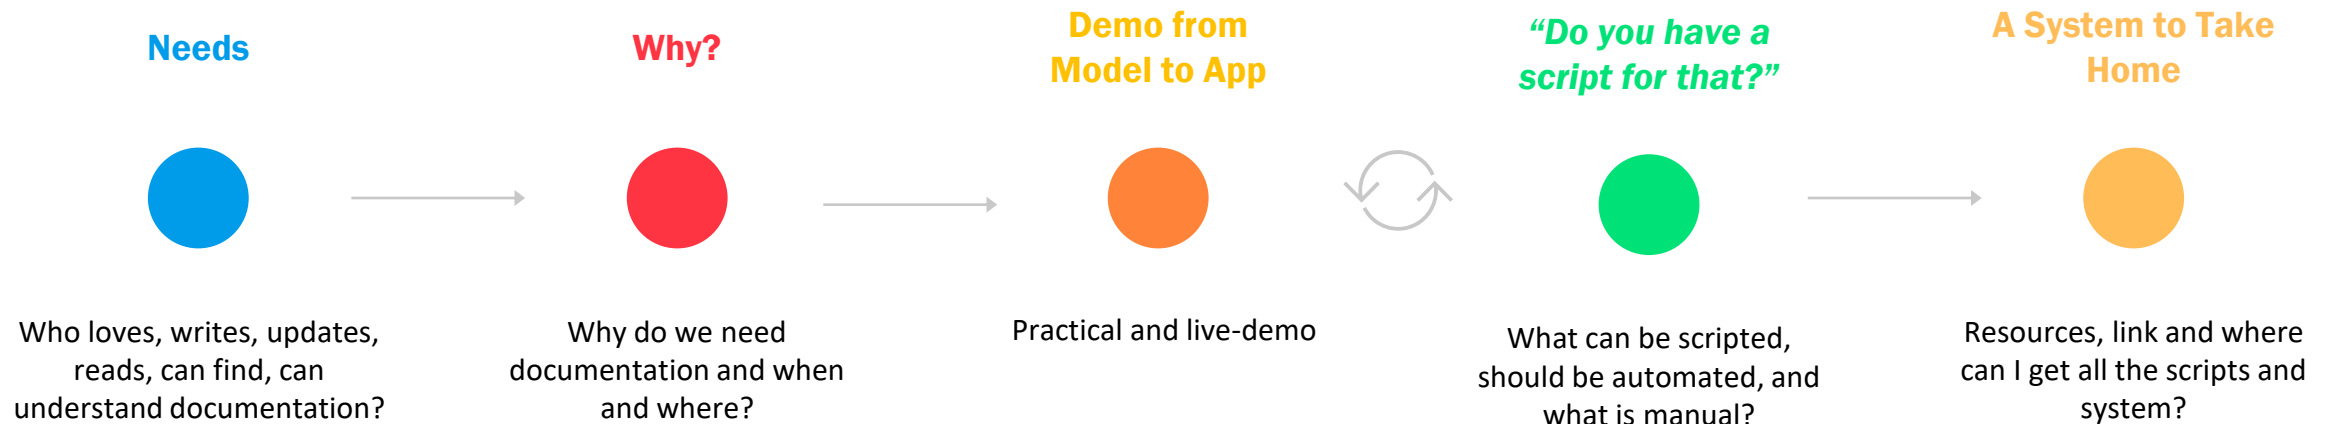 Needs
Who loves, writes, updates,
reads, can find, can
understand documentation?
Why?
Why do we need
documentation and when
and where?
Demo from
Model to App
Practical and live-demo
“Do you have a
script for that?”
What can be scripted,
should be automated, and
what is manual?
A System to Take
Home
Resources, link and where
can I get all the scripts and
system?